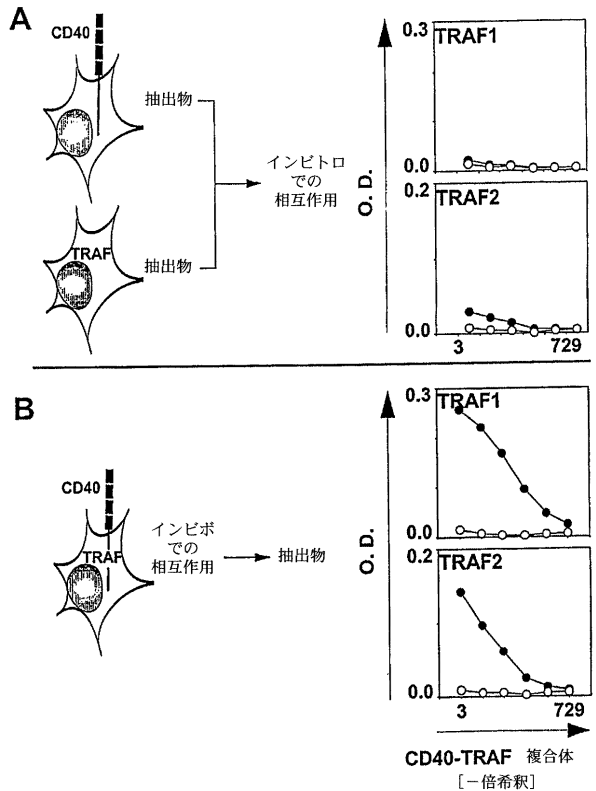 A
CD40
抽出物
TRAF
抽出物
インビトロ
での
相互作用
O. D.
0.3
TRAF1
0.0
0.2
TRAF2
0.0
3
729
B
CD40
TRAF
インビボ
での
相互作用
抽出物
O. D.
0.3
TRAF1
0.0
0.2
TRAF2
0.0
3
729
CD40-TRAF 複合体
[－倍希釈]